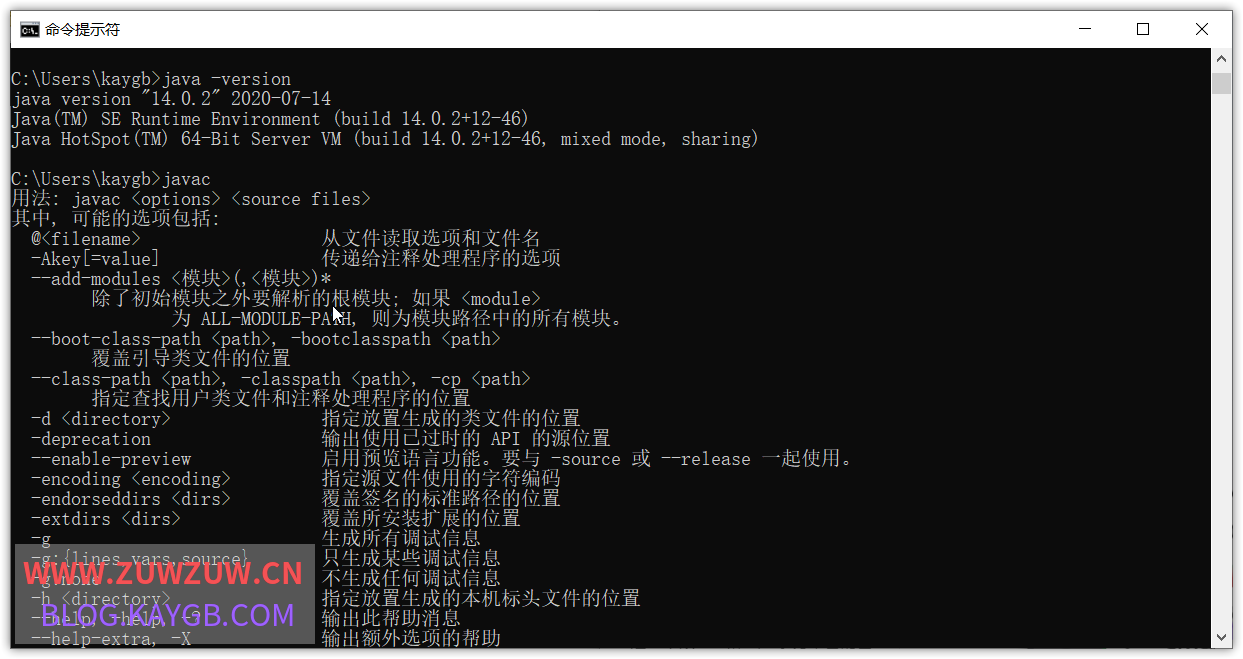 命令提示符
C:\Users\kaygb>java -version
java version "14.0.2" 2020-07-14
Java(TM) SE Runtime Environment (build 14.0.2+12-46)
Java HotSpot(TM) 64-Bit Server VM (build 14.0.2+12-46, mixed mode, sharing)
C:\Users\kaygb>javac
用法: javac <options> <source files>
其中, 可能的选项包括:
@<filename> 从文件读取选项和文件名
-Akey[=value] 传递给注释处理程序的选项
--add-modules <模块>(,<模块>)*
除了初始模块之外要解析的根模块; 如果 <module>
为 ALL-MODULE-PATH, 则为模块路径中的所有模块。
--boot-class-path <path>, -bootclasspath <path>
覆盖引导类文件的位置
--class-path <path>, -classpath <path>, -cp <path>
指定查找用户类文件和注释处理程序的位置
-d <directory> 指定放置生成的类文件的位置
-deprecation 输出使用已过时的 API 的源位置
--enable-preview 启用预览语言功能。要与 -source 或 --release 一起使用。
-encoding <encoding> 指定源文件使用的字符编码
-endorseddirs <dirs> 覆盖签名的标准路径的位置
-extdirs <dirs> 覆盖所安装扩展的位置
-g 生成所有调试信息
-g:{lines,vars,source} 只生成某些调试信息
-g:none 不生成任何调试信息
WWW.ZUWZUW.CN
-h <directory> 指定放置生成的本机标头文件的位置
--help, -help, -? 输出此帮助消息
BLOG.KAYGB.COM
--help-extra, -X 输出额外选项的帮助